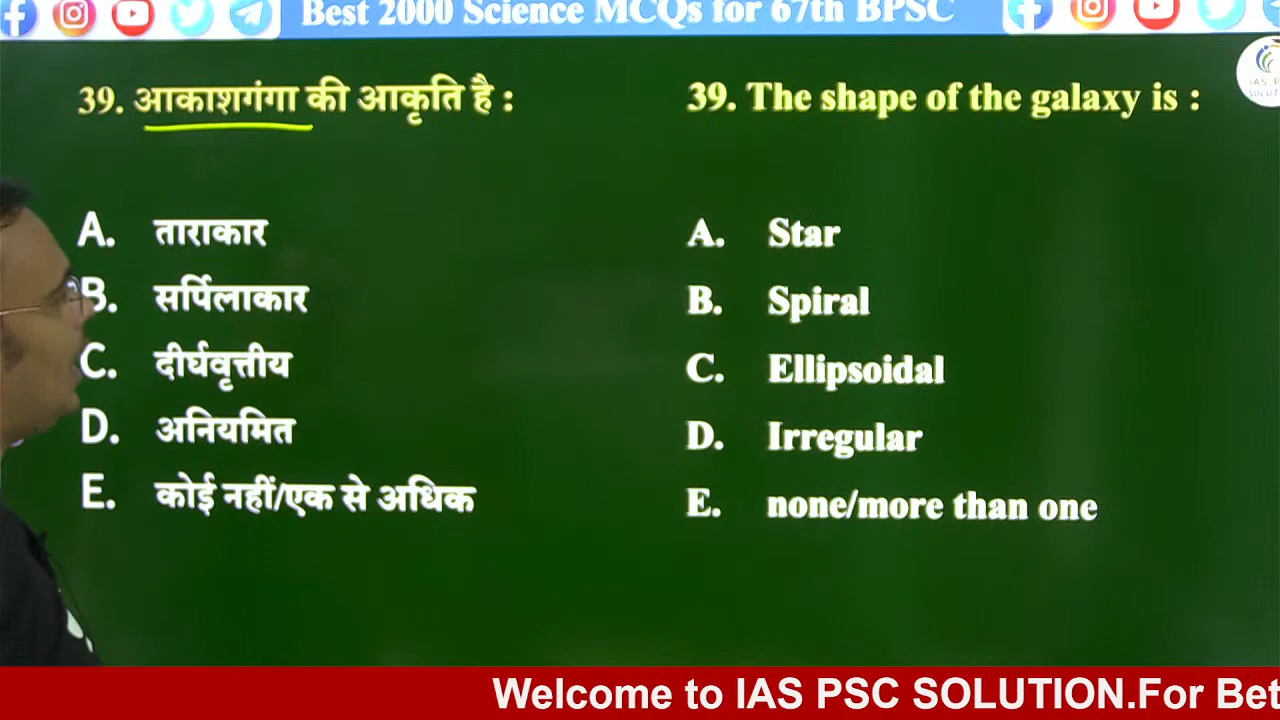 Best 2000 Science MCQs for 67th BPSC
39. आकाशगंगा की आकृति है :
A. ताराकार
B. सर्पिलाकार
C. दीर्घवृत्तीय
D. अनियमित
E. कोई नहीं/एक से अधिक
39. The shape of the galaxy is :
A. Star
B. Spiral
C. Ellipsoidal
D. Irregular
E. none/more than one
IAS P
SOLUT
Welcome to IAS PSC SOLUTION.For Bet